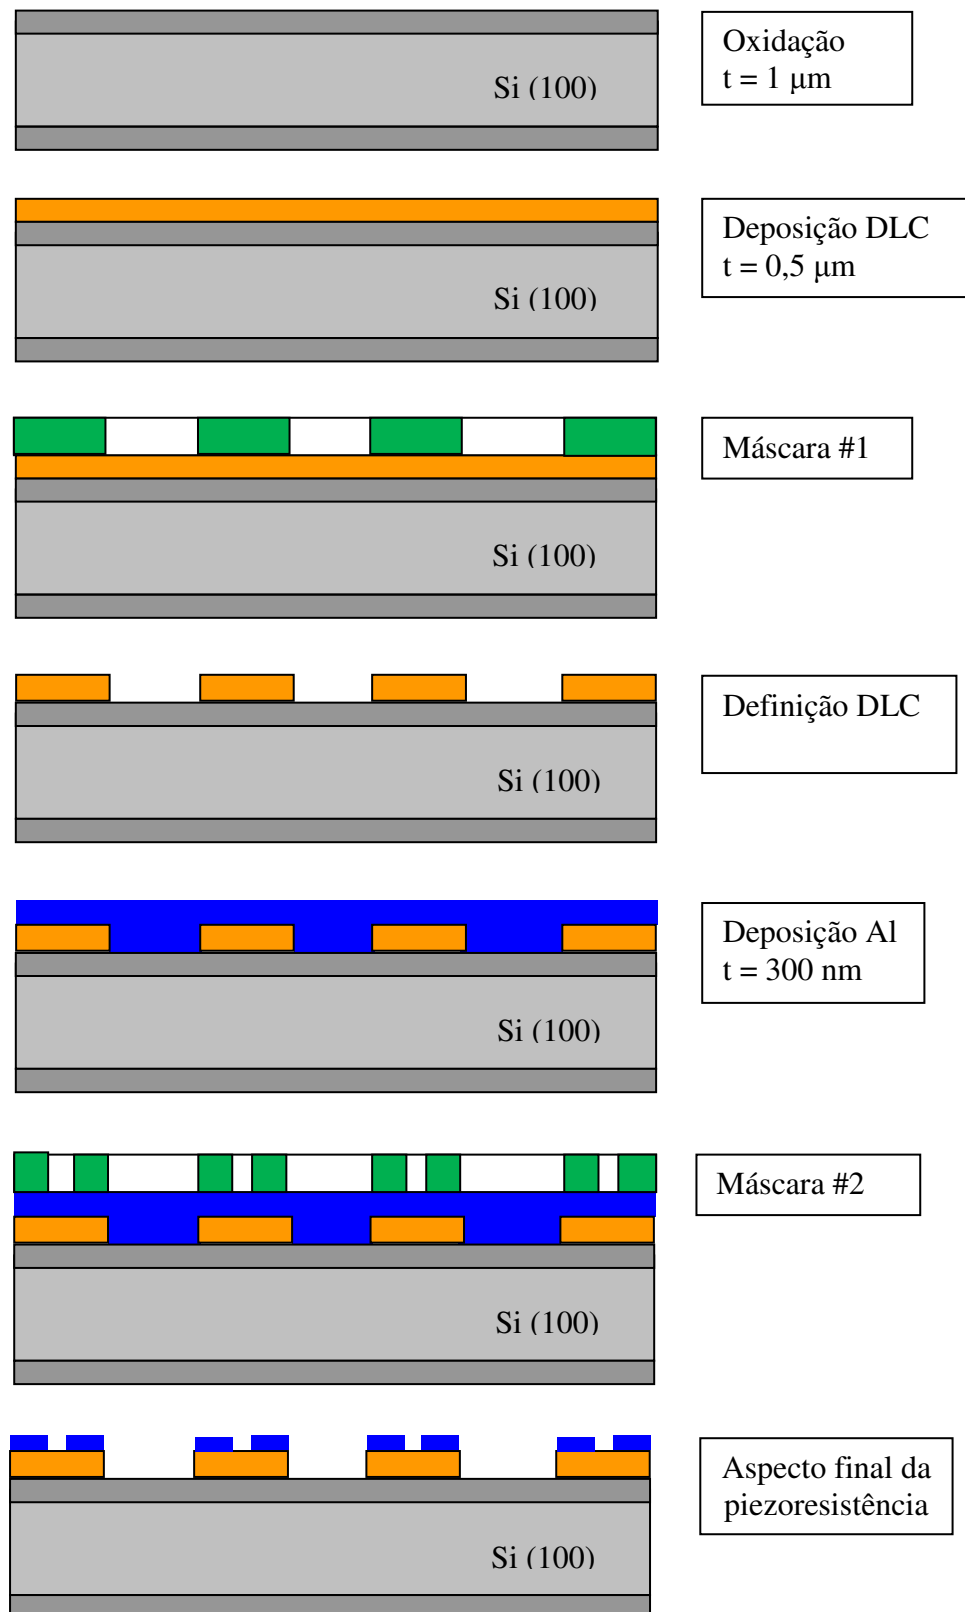 Si (100)
Oxidação
t = 1 μm
Si (100)
Deposição DLC
t = 0,5 μm
Si (100)
Máscara #1
Si (100)
Definição DLC
Si (100)
Deposição Al
t = 300 nm
Si (100)
Máscara #2
Si (100)
Aspecto final da
piezoresistência